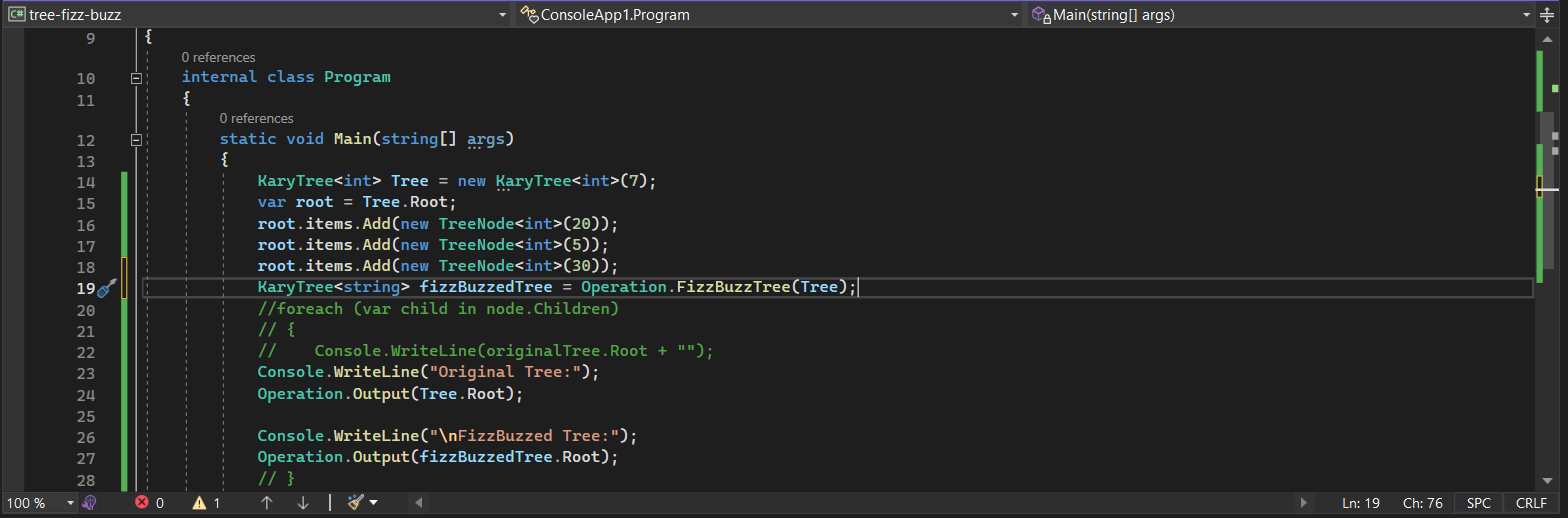 C# tree-fizz-buzz ConsoleApp1.Program Main(string[] args)
9 {
0 references
10 internal class Program
11 {
0 references
12 static void Main(string[] args)
13 {
14 KaryTree<int> Tree = new KaryTree<int>(7);
15 var root = Tree.Root;
16 root.items.Add(new TreeNode<int>(20));
17 root.items.Add(new TreeNode<int>(5));
18 root.items.Add(new TreeNode<int>(30));
19 KaryTree<string> fizzBuzzedTree = Operation.FizzBuzzTree(Tree);
20 //foreach (var child in node.Children)
21 // {
22 //    Console.WriteLine(originalTree.Root + "");
23 Console.WriteLine("Original Tree:");
24 Operation.Output(Tree.Root);
25
26 Console.WriteLine("\nFizzBuzzed Tree:");
27 Operation.Output(fizzBuzzedTree.Root);
28 // }
100 % 0 1 Ln: 19 Ch: 76 SPC CRLF